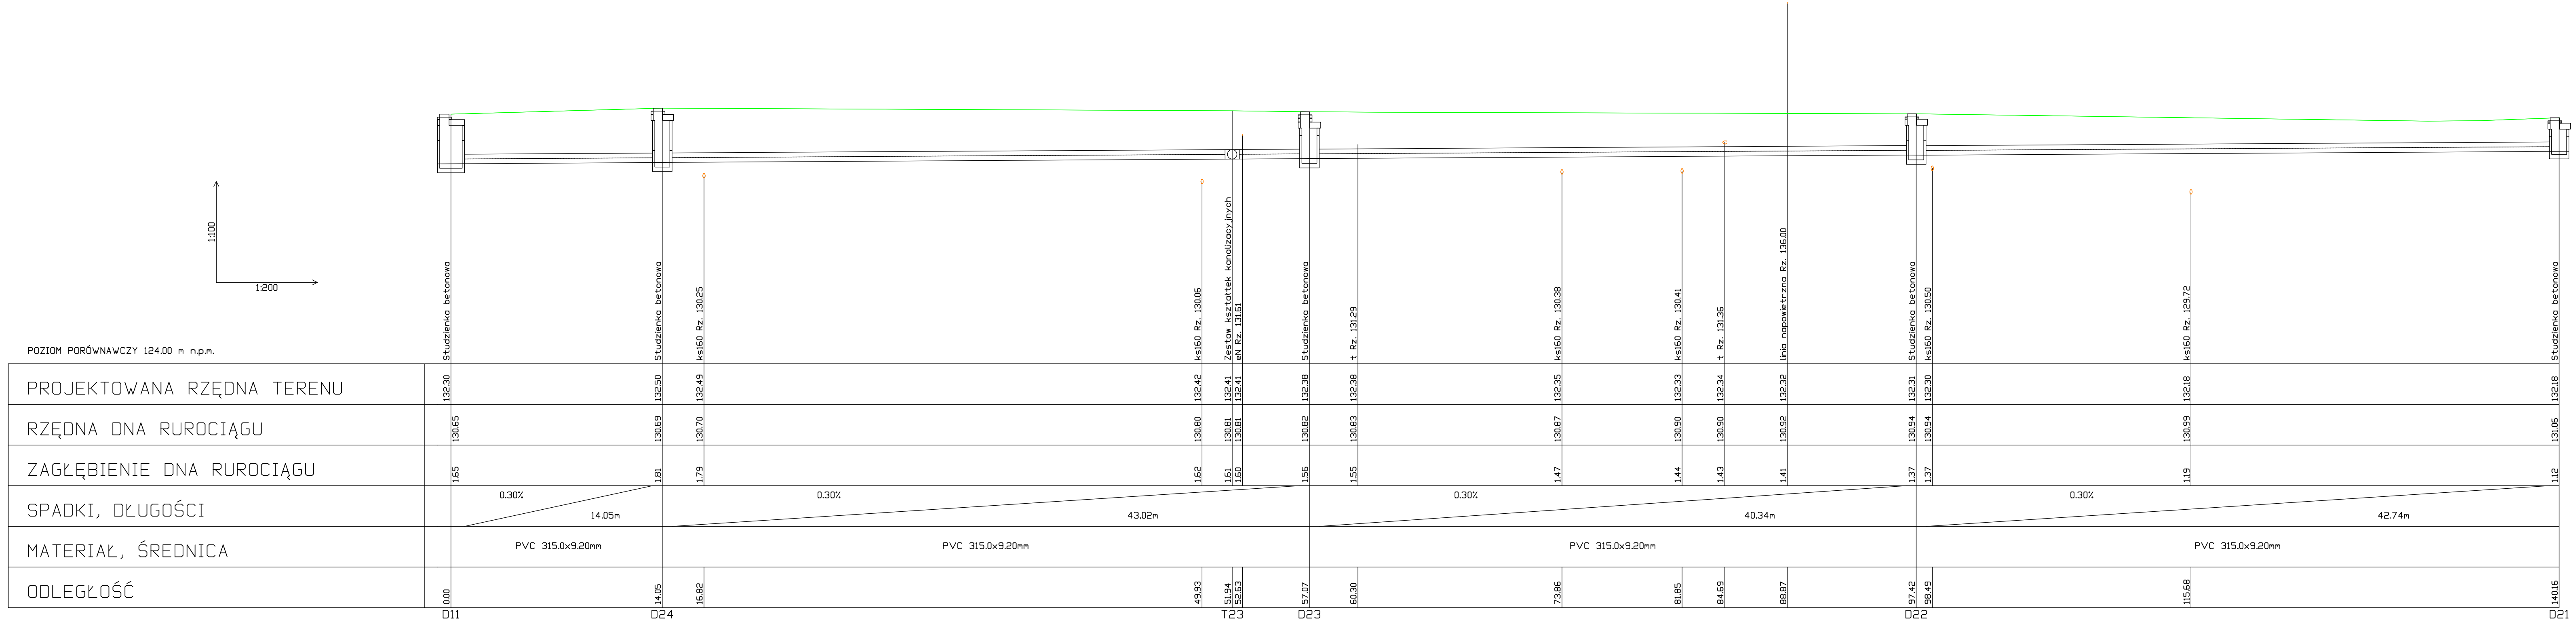 1:100
1:200
Studzienka betonowa
Studzienka betonowa
ks160 Rz. 130.25
ks160 Rz. 130.06
Zestaw kształtek kanalizacyjnych
eN Rz. 131.61
Studzienka betonowa
t Rz. 131.29
ks160 Rz. 130.38
ks160 Rz. 130.41
t Rz. 131.36
linia napowietrzna Rz. 136.00
Studzienka betonowa
ks160 Rz. 130.50
ks160 Rz. 129.72
Studzienka betonowa
POZIOM PORÓWNAWCZY 124.00 m n.p.m.
PROJEKTOWANA RZĘDNA TERENU
132.30
132.50
132.49
132.42
132.41
132.41
132.38
132.38
132.35
132.33
132.34
132.32
132.31
132.30
132.18
132.18
RZĘDNA DNA RUROCIĄGU
130.65
130.69
130.70
130.80
130.81
130.81
130.82
130.83
130.87
130.90
130.90
130.92
130.94
130.94
130.99
131.06
ZAGŁĘBIENIE DNA RUROCIĄGU
1.65
1.81
1.79
1.62
1.61
1.60
1.56
1.55
1.47
1.44
1.43
1.41
1.37
1.37
1.19
1.12
SPADKI, DŁUGOŚCI
0.30%
14.05m
0.30%
43.02m
0.30%
40.34m
0.30%
42.74m
MATERIAŁ, ŚREDNICA
PVC 315.0x9.20mm
PVC 315.0x9.20mm
PVC 315.0x9.20mm
PVC 315.0x9.20mm
ODLEGŁOŚĆ
0.00
14.05
16.82
49.93
51.94
52.63
57.07
60.30
73.86
81.85
84.69
88.87
97.42
98.49
115.68
140.16
D11
D24
T23
D23
D22
D21